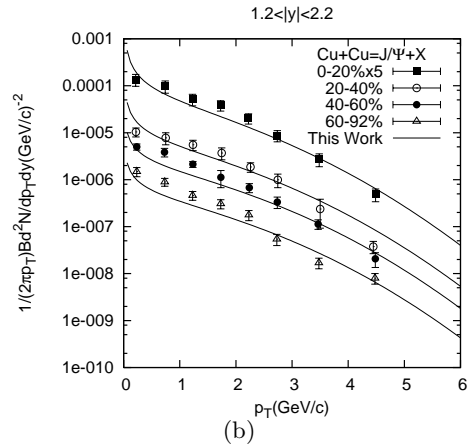 1.2<|y|<2.2
Cu+Cu=J/Ψ+X
0-20%x5
20-40%
40-60%
60-92%
This Work
0.001
0.0001
1e-005
1e-006
1e-007
1e-008
1e-009
1e-010
1/(2πp_T)Bd²N/dp_Tdy(GeV/c)⁻²
0 1 2 3 4 5 6
p_T(GeV/c)
(b)